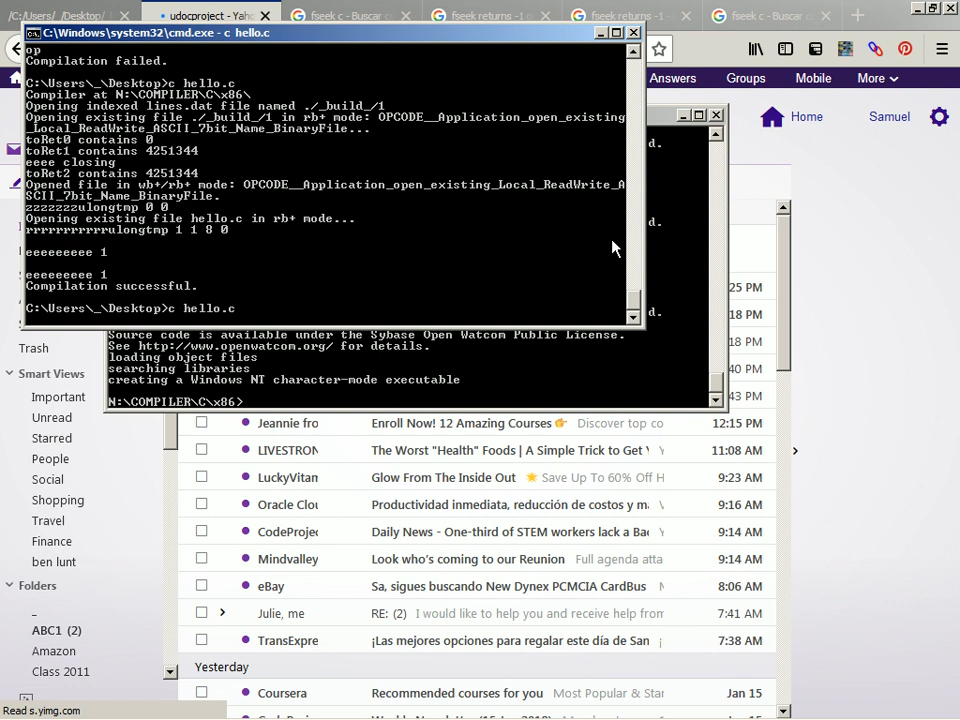 /C:/Users/_/Desktop/
udocproject - Yaho
fseek c - Buscar c
fseek returns -1 o
fseek returns -1
fseek c - Buscar c
C:\Windows\system32\cmd.exe - c hello.c
op
Compilation failed.
C:\Users\_\Desktop>c hello.c
Compiler at N:\COMPILER\C\x86\
Opening indexed lines.dat file named ./_build_/1
Opening existing file ./_build_/1 in rb+ mode: OPCODE__Application_open_existing
_Local_ReadWrite_ASCII_7bit_Name_BinaryFile...
toRet0 contains 0
toRet1 contains 4251344
eeee closing
toRet2 contains 4251344
Opened file in wb+/rb+ mode: OPCODE__Application_open_existing_Local_ReadWrite_A
SCII_7bit_Name_BinaryFile.
zzzzzzzulongtmp 0 0
Opening existing file hello.c in rb+ mode...
rrrrrrrrrrrulongtmp 1 1 8 0
eeeeeeeee 1
eeeeeeeee 1
Compilation successful.
C:\Users\_\Desktop>c hello.c
Answers
Groups
Mobile
More
Home
Samuel
d.
d.
d.
Source code is available under the Sybase Open Watcom Public License.
See http://www.openwatcom.org/ for details.
loading object files
searching libraries
creating a Windows NT character-mode executable
N:\COMPILER\C\x86>
25 PM
18 PM
40 PM
43 PM
Trash
Smart Views
Important
Unread
Starred
People
Social
Shopping
Travel
Finance
ben lunt
Folders
_
ABC1 (2)
Amazon
Class 2011
Jeannie fro Enroll Now! 12 Amazing Courses Discover top co 12:15 PM
LIVESTRON The Worst "Health" Foods | A Simple Trick to Get Y 11:08 AM
LuckyVitam Glow From The Inside Out Save Up To 60% Off H 9:23 AM
Oracle Clou Productividad inmediata, reducción de costos y ma 9:16 AM
CodeProjec Daily News - One-third of STEM workers lack a Bac 9:14 AM
Mindvalley Look who's coming to our Reunion Full agenda atta 9:14 AM
eBay Sa, sigues buscando New Dynex PCMCIA CardBus 8:06 AM
Julie, me RE: (2) I would like to help you and receive help from 7:41 AM
TransExpre ¡Las mejores opciones para regalar este día de San 7:38 AM
Yesterday
Coursera Recommended courses for you Most Popular & Star Jan 15
Read s.yimg.com